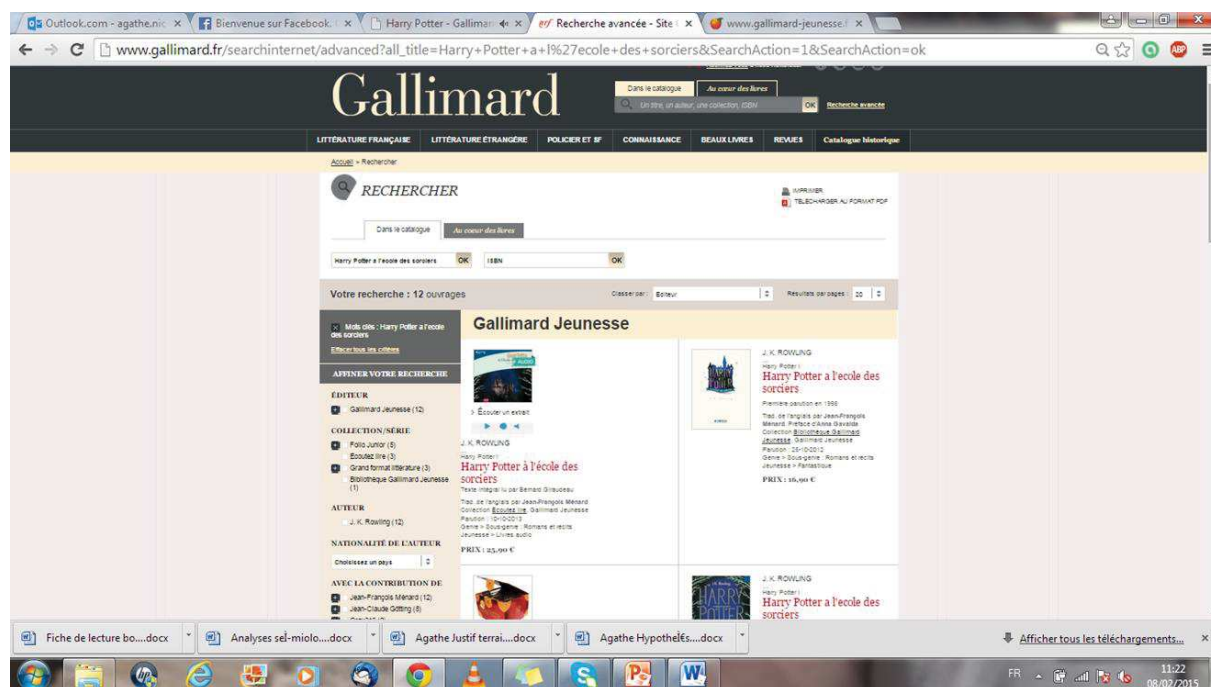 Outlook.com - agathe.nic
Bienvenue sur Facebook.
Harry Potter - Gallimar
Recherche avancée - Site
www.gallimard-jeunesse.f
www.gallimard.fr/searchinternet/advanced?all_title=Harry+Potter+a+l%27ecole+des+sorciers&SearchAction=1&SearchAction=ok
Gallimard
Dans le catalogue
Au cœur des livres
Un titre, un auteur, une collection, ISBN
OK
Recherche avancée
LITTÉRATURE FRANÇAISE LITTÉRATURE ÉTRANGÈRE POLICIER ET SF CONNAISSANCE BEAUX LIVRES REVUES Catalogue historique
Accueil » Rechercher
RECHERCHER
IMPRIMER
TÉLÉCHARGER AU FORMAT PDF
Dans le catalogue
Au coeur des livres
Harry Potter a l'ecole des sorciers OK ISBN OK
Votre recherche : 12 ouvrages
Classer par : Editeur
Résultats par pages : 20
Mots clés : Harry Potter a l'ecole
des sorciers
Effacer tous les critères
AFFINER VOTRE RECHERCHE
ÉDITEUR
Gallimard Jeunesse (12)
COLLECTION/SÉRIE
Folio Junior (5)
Écoutez lire (3)
Grand format littérature (3)
Bibliothèque Gallimard Jeunesse
(1)
AUTEUR
J. K. Rowling (12)
NATIONALITÉ DE L'AUTEUR
Choisissez un pays
AVEC LA CONTRIBUTION DE
Jean-François Ménard (12)
Jean-Claude Götting (8)
Gallimard Jeunesse
> Écouter un extrait
J. K. ROWLING
Harry Potter I
Harry Potter à l'école des
sorciers
Texte intégral lu par Bernard Giraudeau
Trad. de l'anglais par Jean-François Ménard
Collection Écoutez lire, Gallimard Jeunesse
Parution : 10-10-2013
Genre > Sous-genre : Romans et récits
Jeunesse > Livres audio
PRIX : 25,90 €
J. K. ROWLING
Harry Potter I
Harry Potter a l'ecole des
sorciers
Première parution en 1998
Trad. de l'anglais par Jean-François
Ménard. Préface d'Anna Gavalda
Collection Bibliothèque Gallimard
Jeunesse, Gallimard Jeunesse
Parution : 25-10-2012
Genre > Sous-genre : Romans et récits
Jeunesse > Fantastique
PRIX : 16,90 €
HARRY
POTTER
J. K. ROWLING
Harry Potter I
Harry Potter a l'ecole des
sorciers
Fiche de lecture bo....docx
Analyses sel-miolo....docx
Agathe Justif terrai....docx
Agathe Hypothel€s....docx
Afficher tous les téléchargements...
FR
11:22
08/02/2015